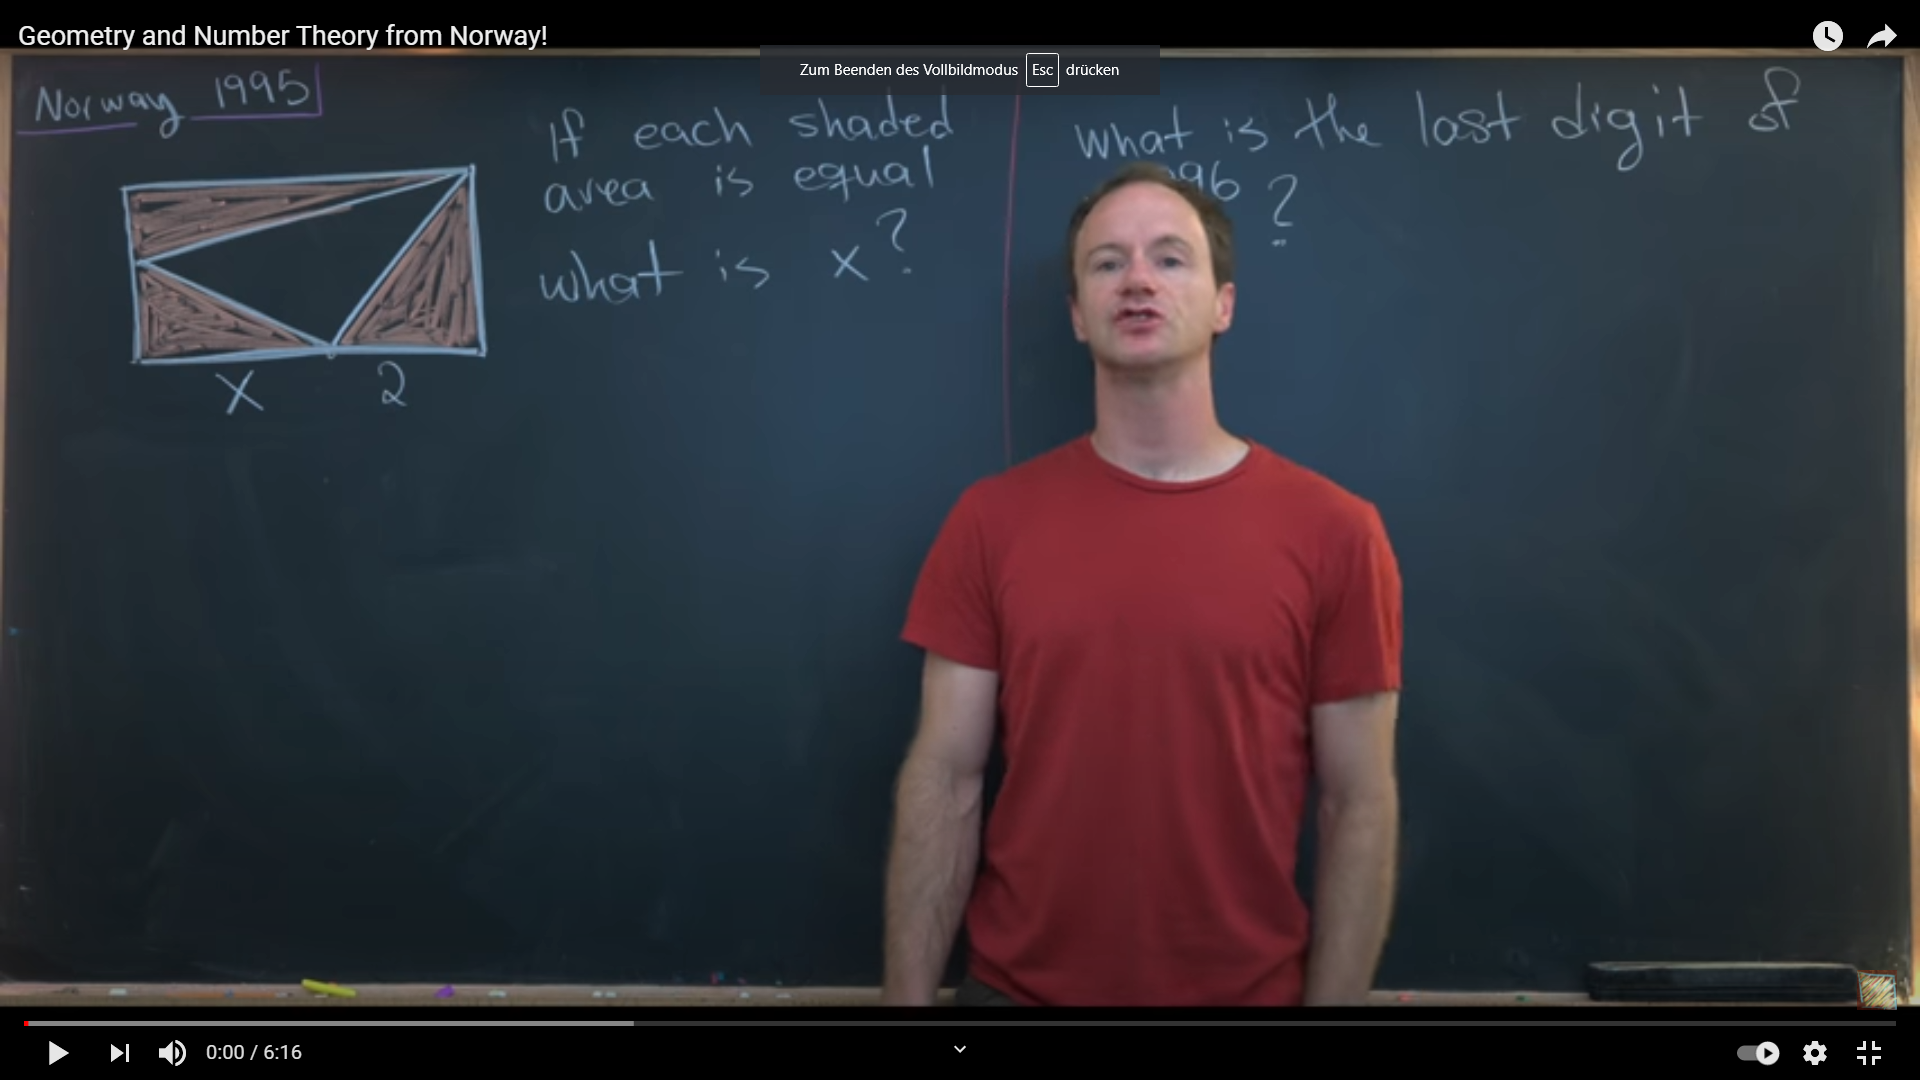 Geometry and Number Theory from Norway!
Zum Beenden des Vollbildmodus Esc drücken
Norway 1995
If each shaded
area is equal
what is x?
X 2
What is the last digit of
96 ?
0:00 / 6:16